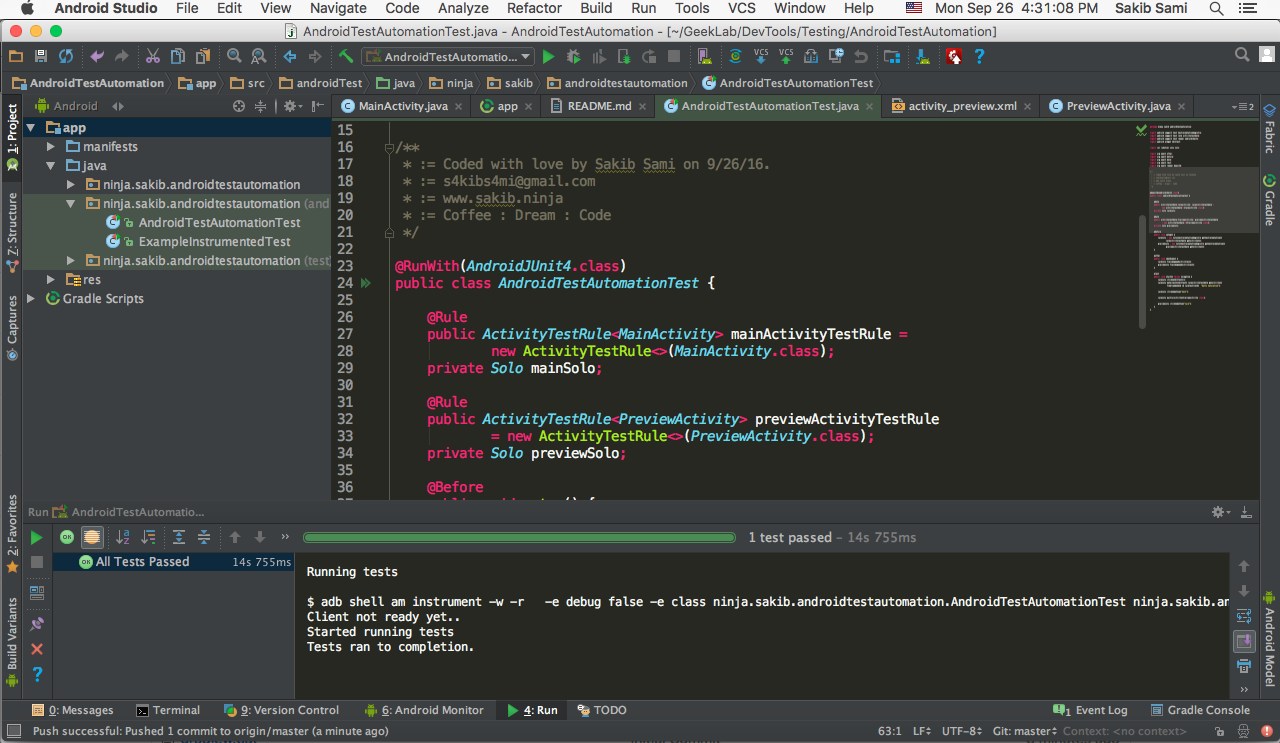 Android Studio File Edit View Navigate Code Analyze Refactor Build Run Tools VCS Window Help Mon Sep 26 4:31:08 PM Sakib Sami
AndroidTestAutomationTest.java - AndroidTestAutomation - [~/GeekLab/DevTools/Testing/AndroidTestAutomation]
AndroidTestAutomatio... VCS VCS
AndroidTestAutomation app src androidTest java ninja sakib androidtestautomation AndroidTestAutomationTest
Android
MainActivity.java app README.md AndroidTestAutomationTest.java activity_preview.xml PreviewActivity.java 2
1: Project
Z: Structure
Captures
2: Favorites
Build Variants
app
manifests
java
ninja.sakib.androidtestautomation
ninja.sakib.androidtestautomation (and
AndroidTestAutomationTest
ExampleInstrumentedTest
ninja.sakib.androidtestautomation (test
res
Gradle Scripts
15
16 /**
17 * := Coded with love by Sakib Sami on 9/26/16.
18 * := s4kibs4mi@gmail.com
19 * := www.sakib.ninja
20 * := Coffee : Dream : Code
21 */
22
23 @RunWith(AndroidJUnit4.class)
24 public class AndroidTestAutomationTest {
25
26 @Rule
27 public ActivityTestRule<MainActivity> mainActivityTestRule =
28 new ActivityTestRule<>(MainActivity.class);
29 private Solo mainSolo;
30
31 @Rule
32 public ActivityTestRule<PreviewActivity> previewActivityTestRule
33 = new ActivityTestRule<>(PreviewActivity.class);
34 private Solo previewSolo;
35
36 @Before
Fabric
Gradle
Android Model
Run AndroidTestAutomatio...
1 test passed – 14s 755ms
OK All Tests Passed 14s 755ms
Running tests
$ adb shell am instrument -w -r -e debug false -e class ninja.sakib.androidtestautomation.AndroidTestAutomationTest ninja.sakib.an
Client not ready yet..
Started running tests
Tests ran to completion.
0: Messages Terminal 9: Version Control 6: Android Monitor 4: Run TODO 1 Event Log Gradle Console
Push successful: Pushed 1 commit to origin/master (a minute ago) 63:1 LF UTF-8 Git: master Context: <no context>